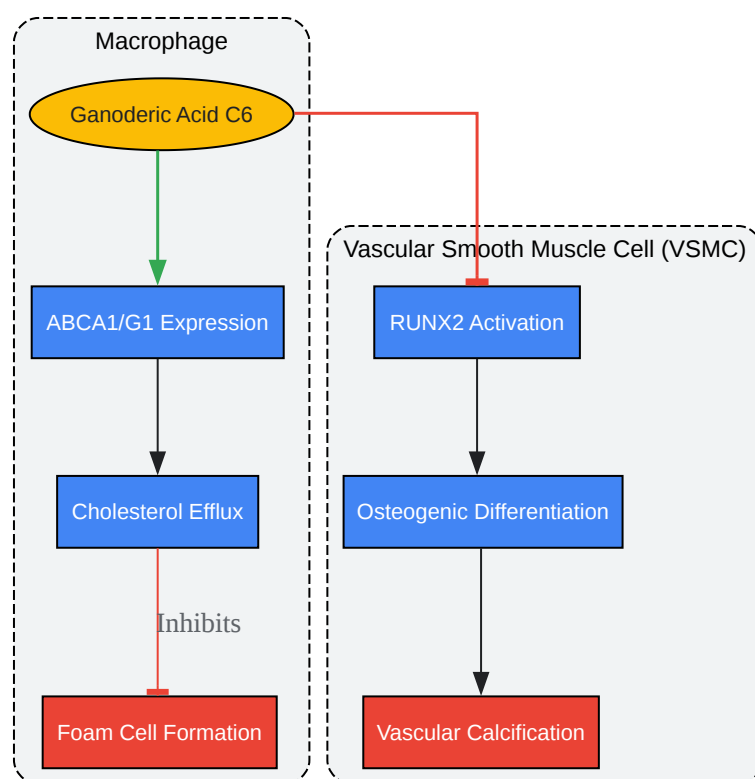 Macrophage
Ganoderic Acid C6
Vascular Smooth Muscle Cell (VSMC)
ABCA1/G1 Expression
RUNX2 Activation
Cholesterol Efflux
Osteogenic Differentiation
Inhibits
Foam Cell Formation
Vascular Calcification